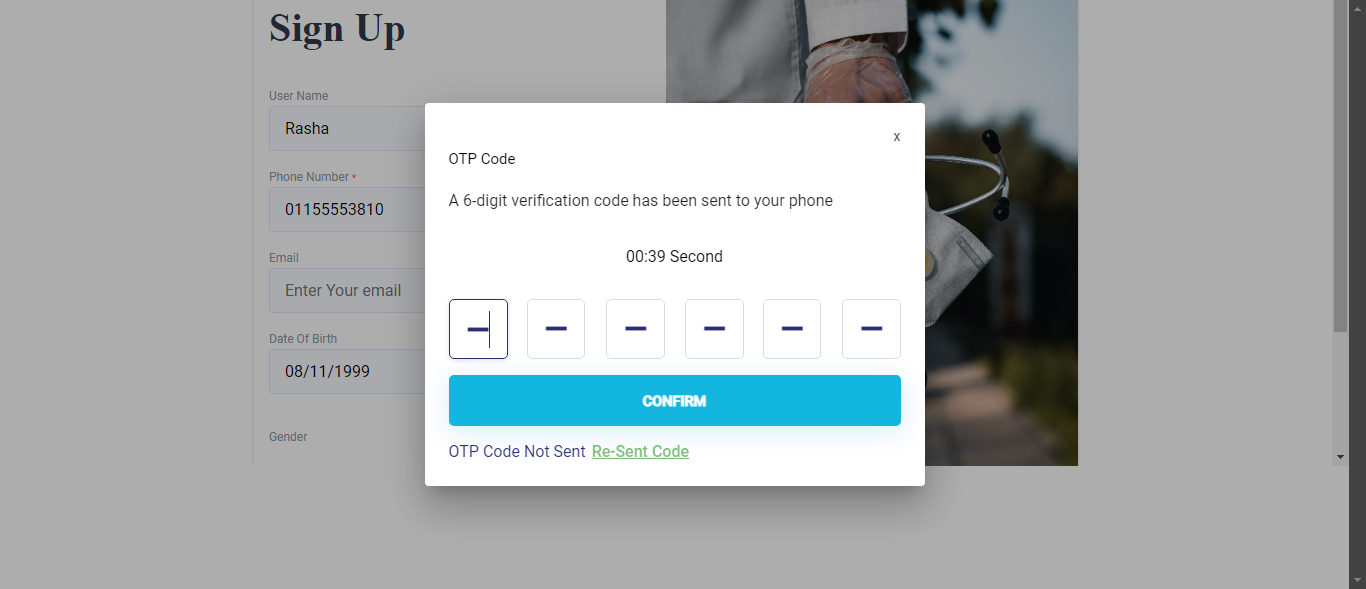 Sign Up
User Name
Rasha
Phone Number *
01155553810
Email
Enter Your email
Date Of Birth
08/11/1999
Gender
x
OTP Code
A 6-digit verification code has been sent to your phone
00:39 Second
CONFIRM
OTP Code Not Sent Re-Sent Code